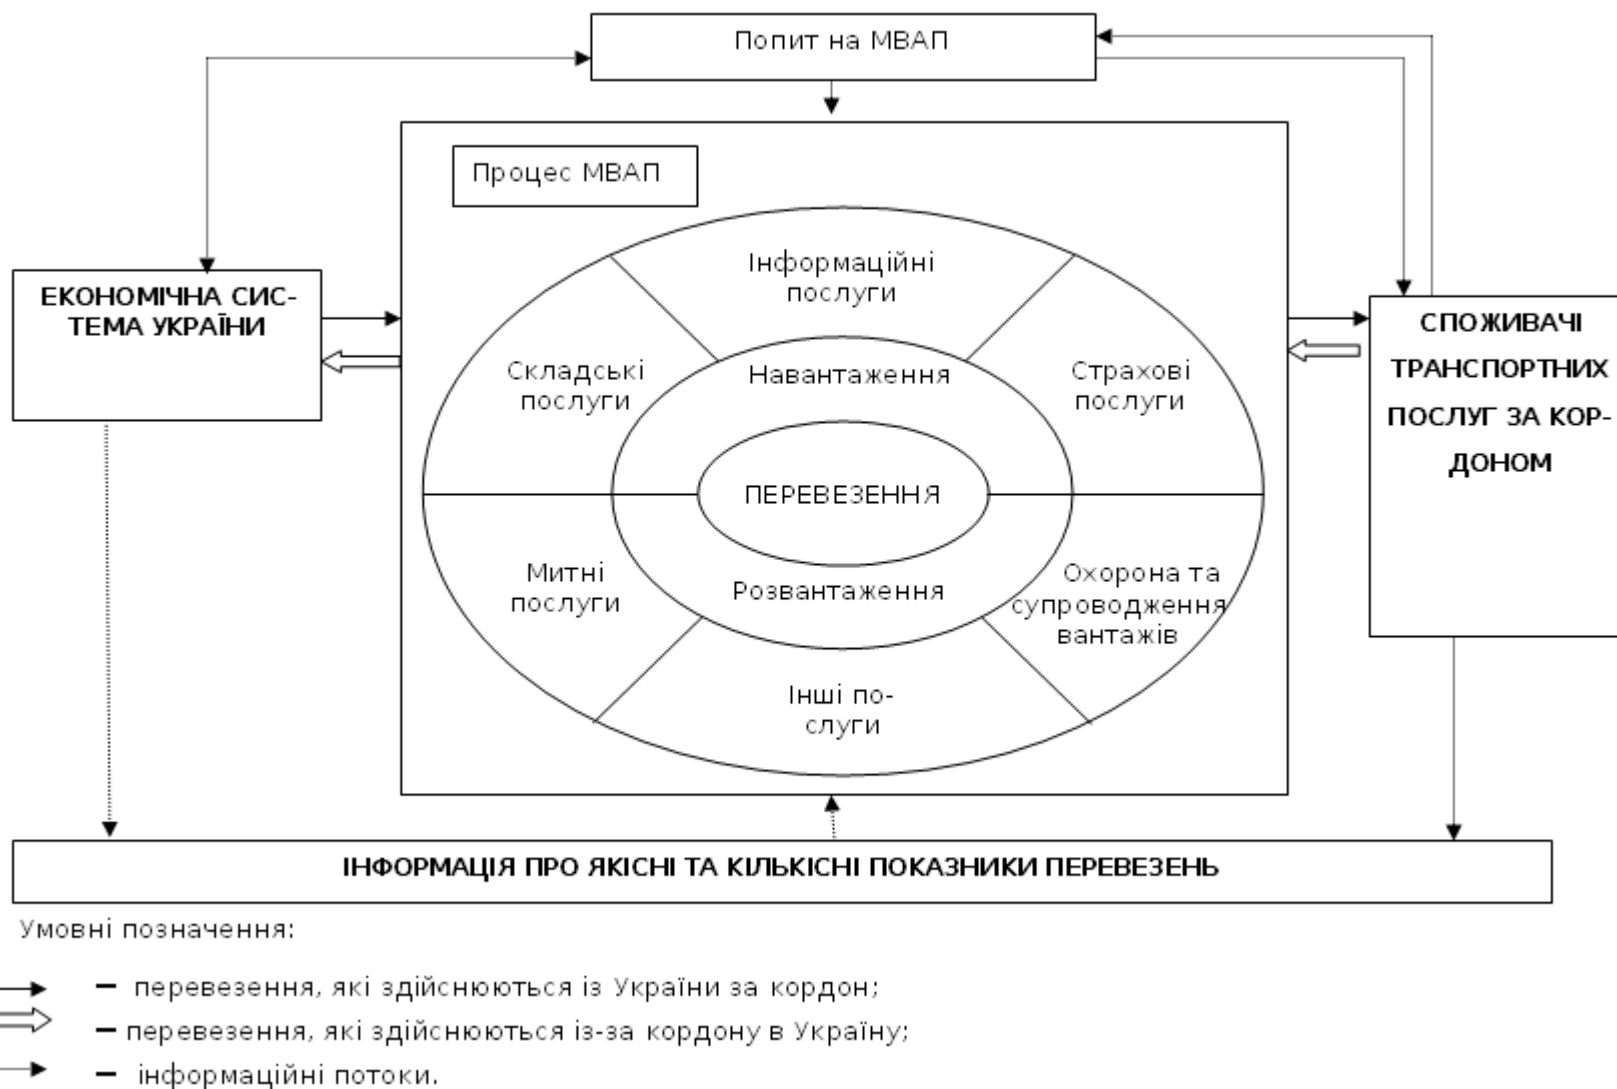 Попит на МВАП
Процес МВАП
ЕКОНОМІЧНА СИС-
ТЕМА УКРАЇНИ
Інформаційні
послуги
Складські
послуги
Навантаження
Страхові
послуги
ПЕРЕВЕЗЕННЯ
Митні
послуги
Розвантаження
Охорона та
супроводження
вантажів
Інші по-
слуги
СПОЖИВАЧІ
ТРАНСПОРТНИХ
ПОСЛУГ ЗА КОР-
ДОНОМ
ІНФОРМАЦІЯ ПРО ЯКІСНІ ТА КІЛЬКІСНІ ПОКАЗНИКИ ПЕРЕВЕЗЕНЬ
Умовні позначення:
– перевезення, які здійснюються із України за кордон;
– перевезення, які здійснюються із-за кордону в Україну;
– інформаційні потоки.